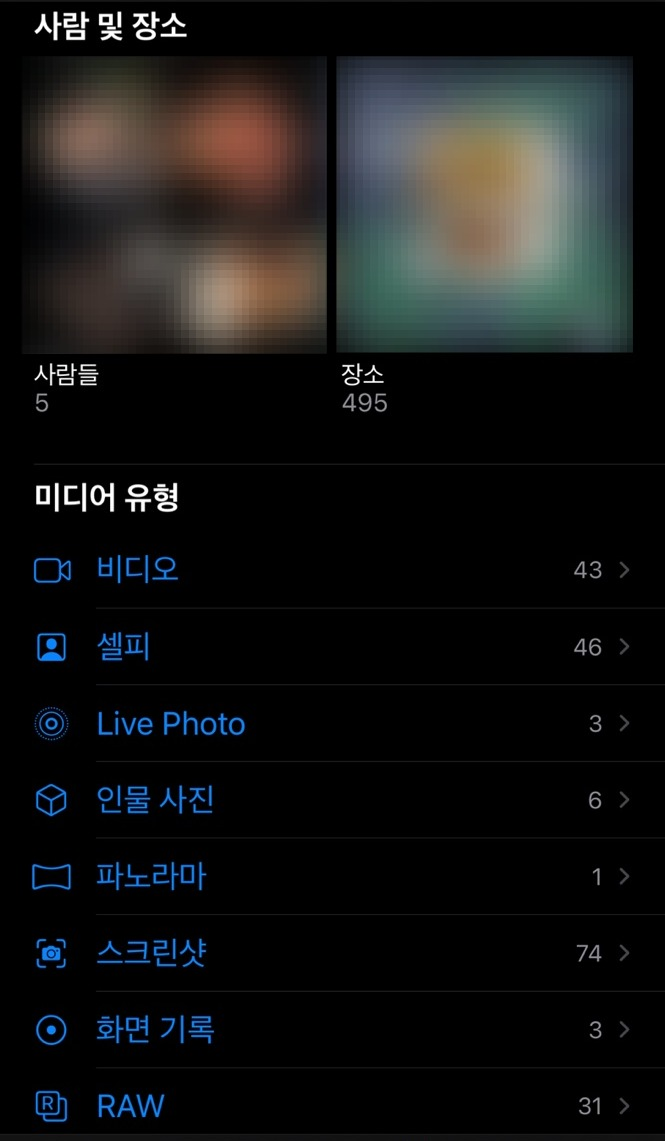 사람 및 장소
사람들
5
장소
495
미디어 유형
비디오 43
셀피 46
Live Photo 3
인물 사진 6
파노라마 1
스크린샷 74
화면 기록 3
RAW 31